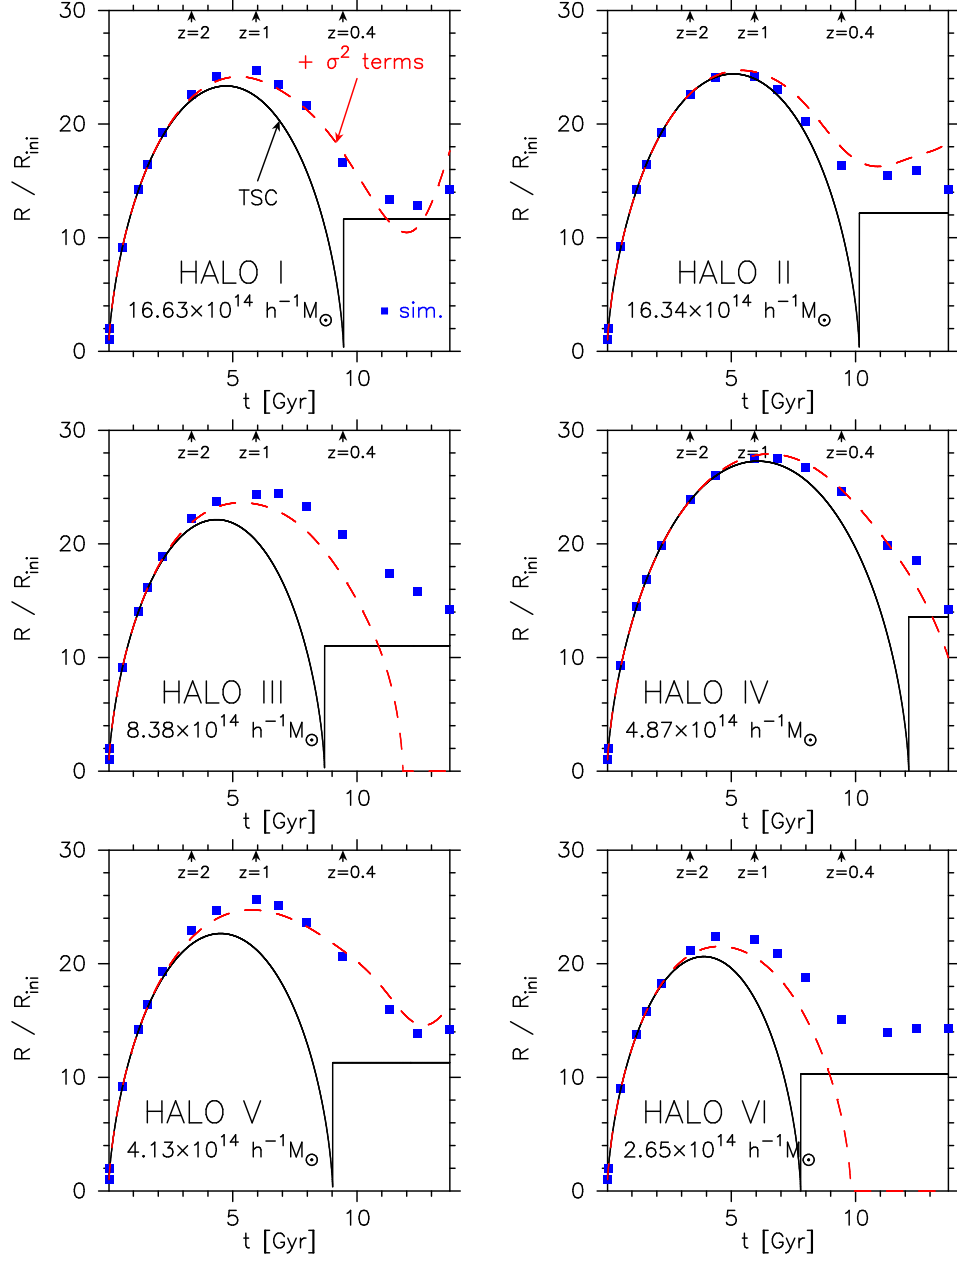 30
20
10
0
R / R_ini
z=2
z=1
z=0.4
+ σ² terms
TSC
HALO I
16.63×10¹⁴ h⁻¹M⊙
sim.
5
10
t [Gyr]
30
20
10
0
R / R_ini
z=2
z=1
z=0.4
HALO II
16.34×10¹⁴ h⁻¹M⊙
5
10
t [Gyr]
30
20
10
0
R / R_ini
z=2
z=1
z=0.4
HALO III
8.38×10¹⁴ h⁻¹M⊙
5
10
t [Gyr]
30
20
10
0
R / R_ini
z=2
z=1
z=0.4
HALO IV
4.87×10¹⁴ h⁻¹M⊙
5
10
t [Gyr]
30
20
10
0
R / R_ini
z=2
z=1
z=0.4
HALO V
4.13×10¹⁴ h⁻¹M⊙
5
10
t [Gyr]
30
20
10
0
R / R_ini
z=2
z=1
z=0.4
HALO VI
2.65×10¹⁴ h⁻¹M⊙
5
10
t [Gyr]